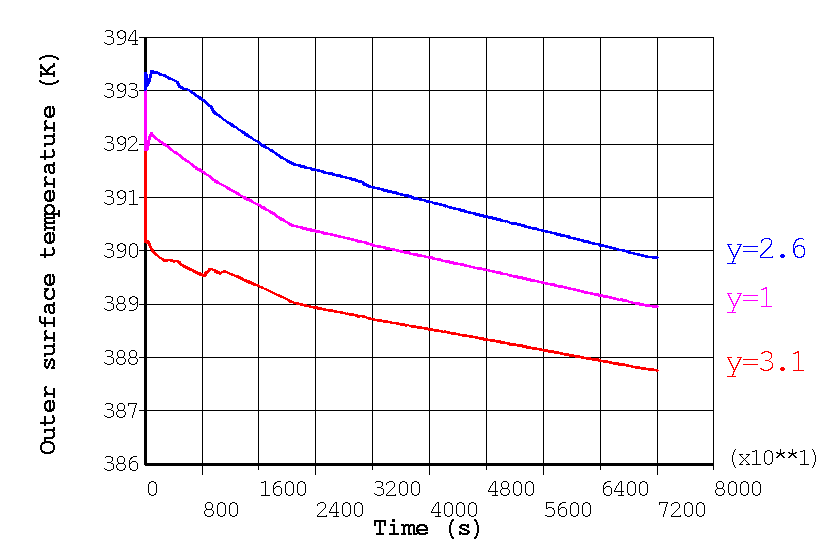 Outer surface temperature (K)
394
393
392
391
390
389
388
387
386
y=2.6
y=1
y=3.1
(x10**1)
0 1600 3200 4800 6400 8000
800 2400 4000 5600 7200
Time (s)